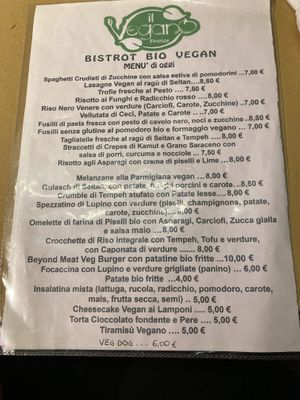 il
Vegano
Firenze
BISTROT BIO VEGAN
MENU' di oggi
Spaghetti Crudisti di Zucchine con salsa estiva di pomodorini ...7,00 €
Lasagne Vegan al ragù di Seitan...8,50 €
Trofie fresche al Pesto .... 7,50 €
Risotto ai Funghi e Radicchio rosso .... 8,00 €
Riso Nero Venere con verdure (Carciofi, Carote, Zucchine) ...7,00 €
Vellutata di Ceci, Patate e Carote .. 7,00 €
Fusilli di pasta fresca con pesto di cavolo nero, noci e zucchine ..8,50 €
Fusilli senza glutine al pomodoro bio e formaggio vegano ....7,00 €
Tagliatelle fresche al ragù di Seitan e Tempeh ....8,00 €
Straccetti di Crepes di Kamut e Grano Saraceno con
salsa di porri, curcuma e nocciole .... 7,50 €
Risotto agli Asparagi con crema di piselli e Lime .....8,00 €
Melanzane alla Parmigiana vegan ....8,00 €
Gulasch di Seitan, con patate, funghi porcini e carote ...8,50 €
Crumble di Tempeh stufato con Patate lesse....8,00 €
Spezzatino di Lupino con verdure (piselli, champignons, patate,
carote, zucchine)....8,00 €
Omelette di farina di Piselli bio con Asparagi, Carciofi, Zucca gialla
e salsa maio ....8,00 €
Crocchette di Riso Integrale con Tempeh, Tofu e verdure,
con Caponata di verdure ....... 8,00 €
Beyond Meat Veg Burger con patatine bio fritte ...10,00 €
Focaccina con Lupino e verdure grigliate (panino) .... 6,00 €
Patate bio fritte ....4,00 €
Insalatina mista (lattuga, rucola, radicchio, pomodoro, carote,
mais, frutta secca, semi) .. 5,00 €
Cheesecake Vegan ai Lamponi .... 5,00 €
Torta Cioccolato fondente e Pere .... 5,00 €
Tiramisù Vegano .... 5,00 €
VEG DOG ... 6,00 €